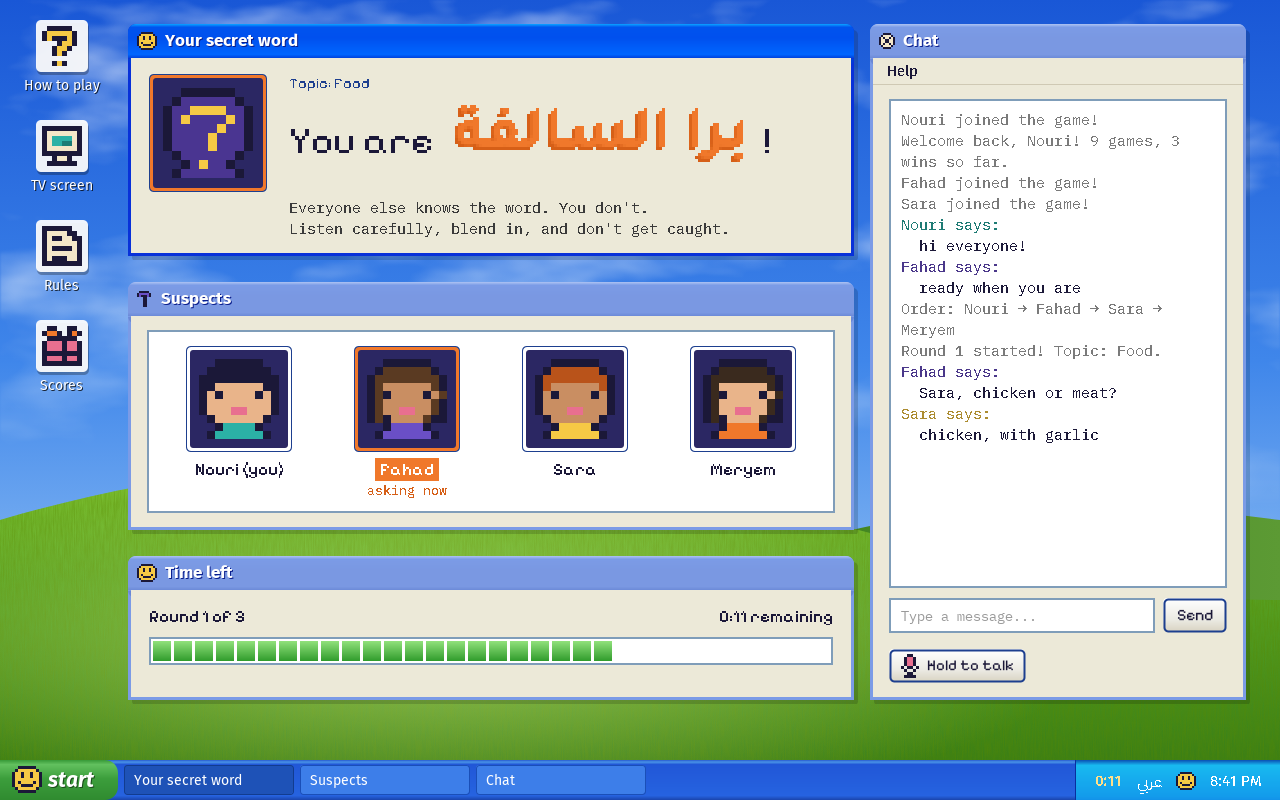 How to play
TV screen
Rules
Scores
Your secret word
Topic: Food
You are برا السالفة !
Everyone else knows the word. You don't.
Listen carefully, blend in, and don't get caught.
Suspects
Nouri (you)
Fahad
asking now
Sara
Meryem
Time left
Round 1 of 3
0:11 remaining
Chat
Help
Nouri joined the game!
Welcome back, Nouri! 9 games, 3
wins so far.
Fahad joined the game!
Sara joined the game!
Nouri says:
hi everyone!
Fahad says:
ready when you are
Order: Nouri → Fahad → Sara →
Meryem
Round 1 started! Topic: Food.
Fahad says:
Sara, chicken or meat?
Sara says:
chicken, with garlic
Type a message...
Send
Hold to talk
start
Your secret word
Suspects
Chat
0:11
عربي
8:41 PM